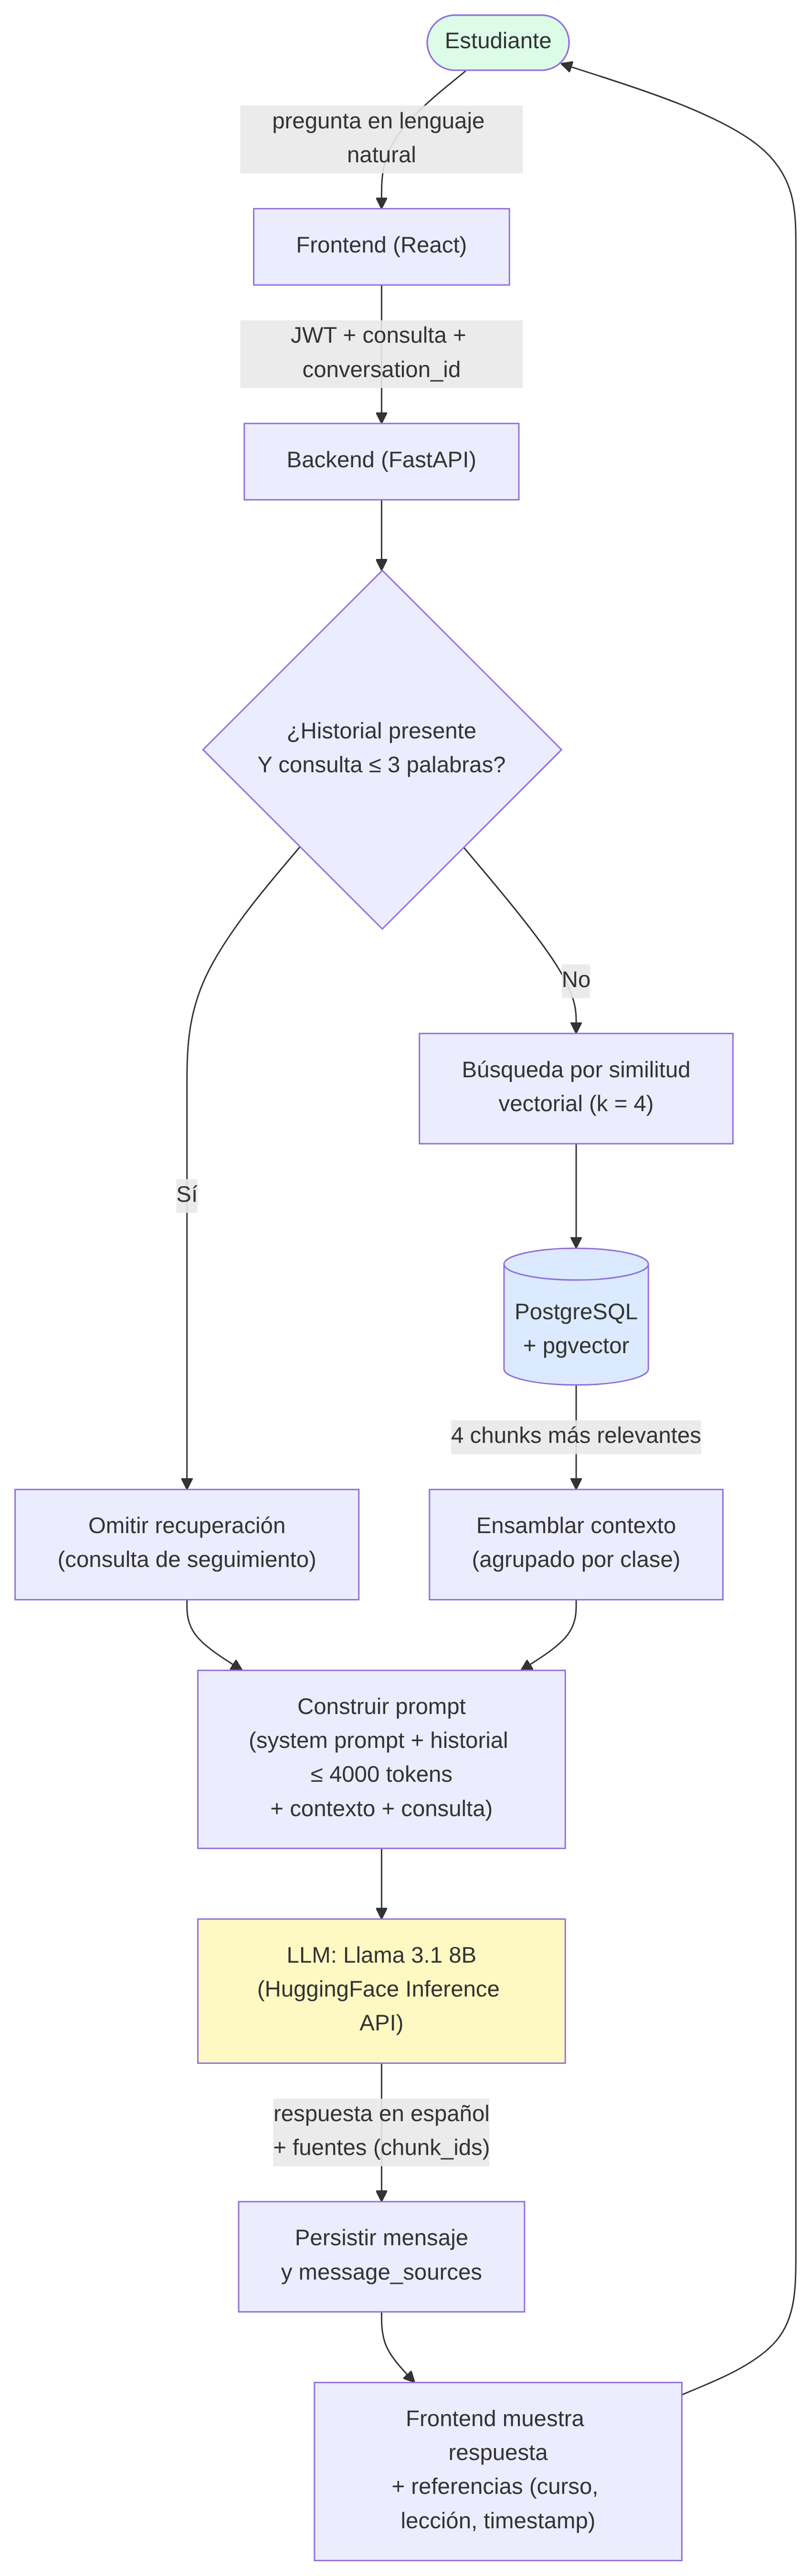 Estudiante
pregunta en lenguaje
natural
Frontend (React)
JWT + consulta +
conversation_id
Backend (FastAPI)
¿Historial presente
Y consulta ≤ 3 palabras?
No
Búsqueda por similitud
vectorial (k = 4)
Sí
PostgreSQL
+ pgvector
4 chunks más relevantes
Omitir recuperación
(consulta de seguimiento)
Ensamblar contexto
(agrupado por clase)
Construir prompt
(system prompt + historial
≤ 4000 tokens
+ contexto + consulta)
LLM: Llama 3.1 8B
(HuggingFace Inference
API)
respuesta en español
+ fuentes (chunk_ids)
Persistir mensaje
y message_sources
Frontend muestra
respuesta
+ referencias (curso,
lección, timestamp)